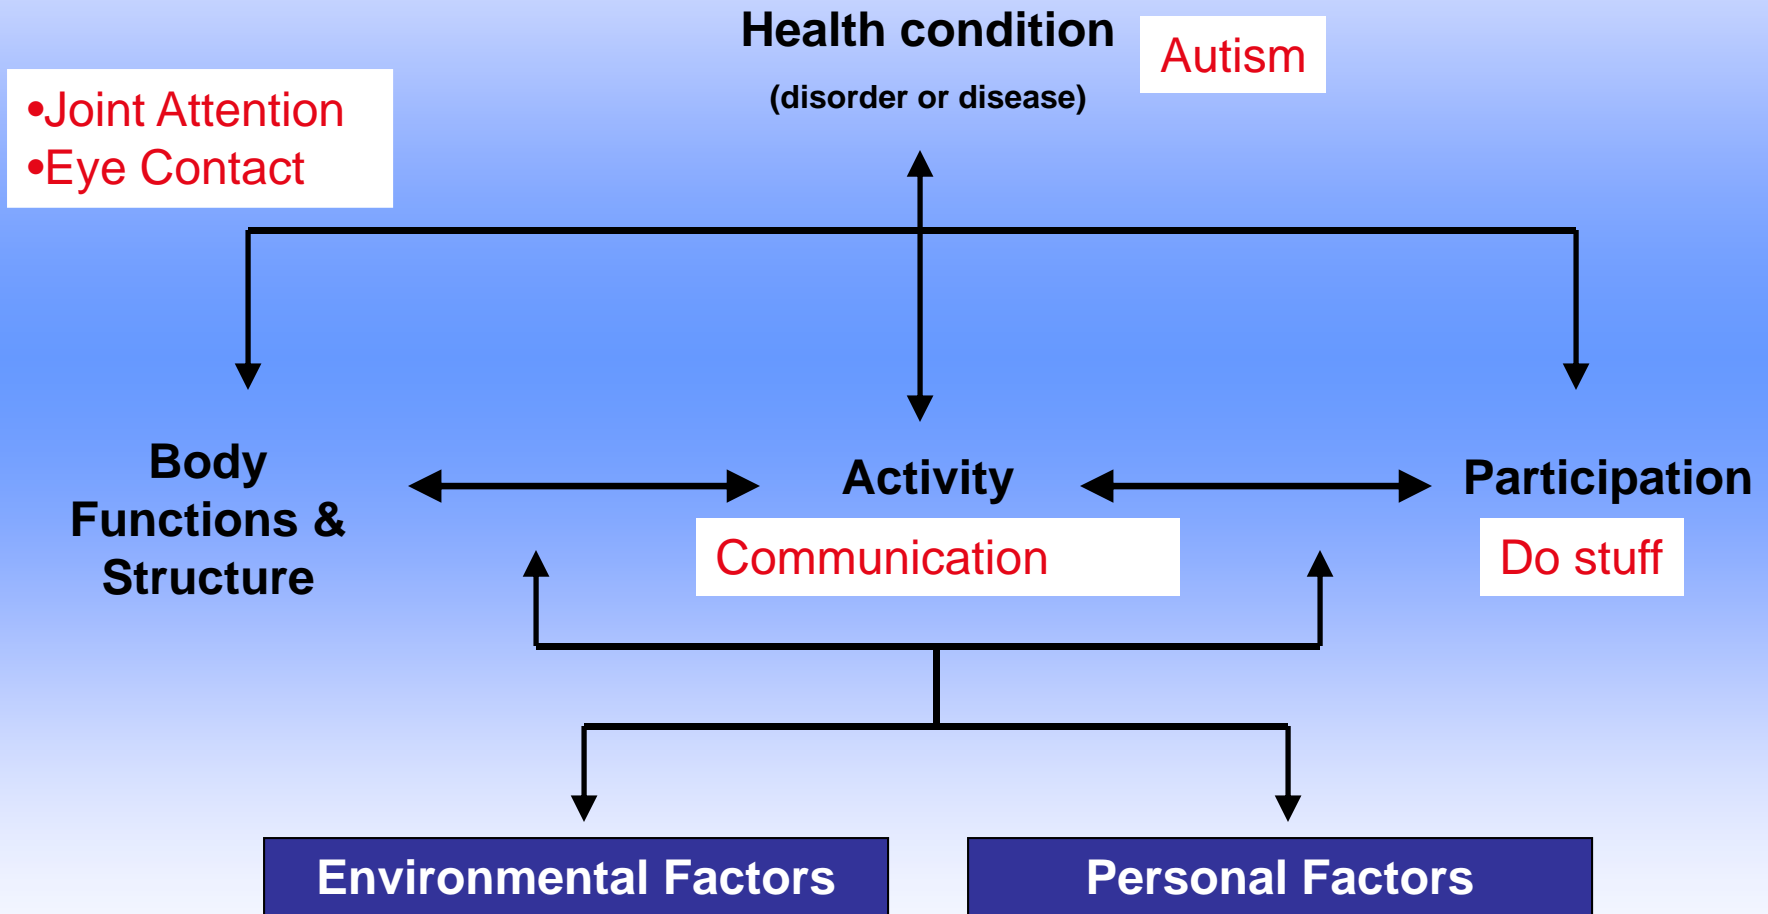 Health condition
Autism
(disorder or disease)
•Joint Attention
•Eye Contact
Body
Functions &
Structure
Activity
Participation
Communication
Do stuff
Environmental Factors
Personal Factors